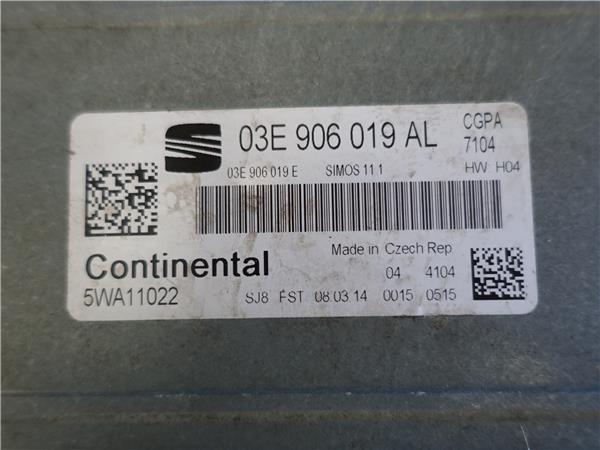 03E 906 019 AL CGPA
7104
03E 906 019 E SIMOS 11.1 HW: H04
Continental Made in Czech Rep
04 4104
5WA11022 SJ8 FST 08.03.14 0015 0515